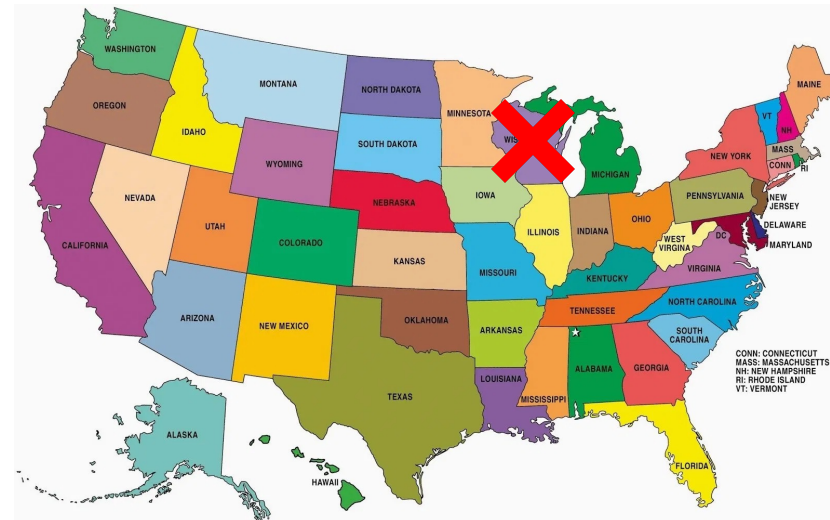 WASHINGTON
OREGON
IDAHO
MONTANA
WYOMING
NORTH DAKOTA
SOUTH DAKOTA
NEBRASKA
MINNESOTA
WIS
IOWA
ILLINOIS
MICHIGAN
INDIANA
OHIO
MAINE
VT
NH
MASS
CONN
RI
NEW YORK
PENNSYLVANIA
NEW
JERSEY
DELAWARE
MARYLAND
DC
WEST
VIRGINA
VIRGINIA
CALIFORNIA
NEVADA
UTAH
COLORADO
KANSAS
MISSOURI
KENTUCKY
ARIZONA
NEW MEXICO
OKLAHOMA
ARKANSAS
TENNESSEE
NORTH CAROLINA
SOUTH
CAROLINA
TEXAS
LOUISIANA
MISSISSIPPI
ALABAMA
GEORGIA
FLORIDA
ALASKA
HAWAII
CONN: CONNECTICUT
MASS: MASSACHUSETTS
NH: NEW HAMPSHIRE
RI: RHODE ISLAND
VT: VERMONT